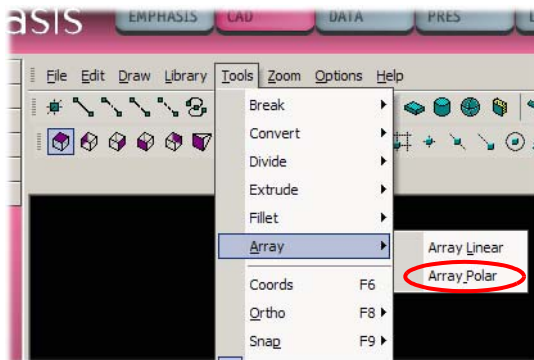 asis
EMPHASIS CAD DATA PRES
File Edit Draw Library Tools Zoom Options Help
Break
Convert
Divide
Extrude
Fillet
Array
Array Linear
Array Polar
Coords F6
Ortho F8
Snap F9